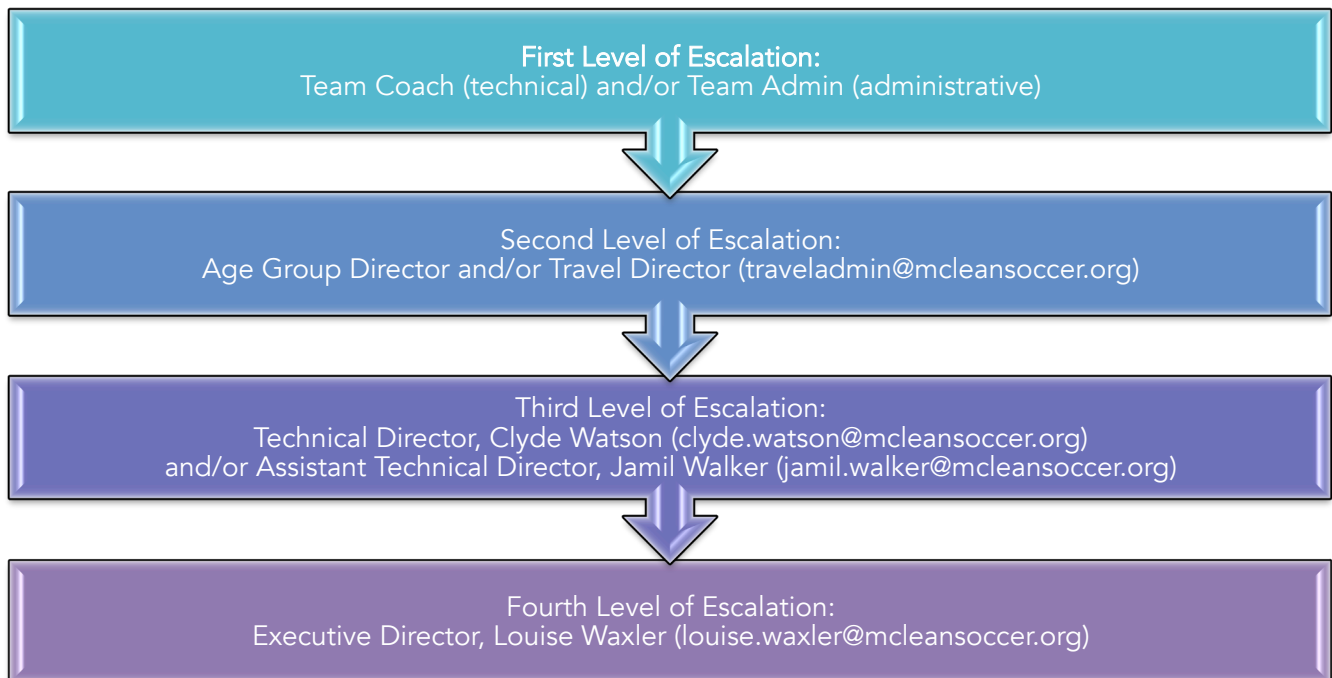 First Level of Escalation:
Team Coach (technical) and/or Team Admin (administrative)
Second Level of Escalation:
Age Group Director and/or Travel Director (traveladmin@mcleansoccer.org)
Third Level of Escalation:
Technical Director, Clyde Watson (clyde.watson@mcleansoccer.org)
and/or Assistant Technical Director, Jamil Walker (jamil.walker@mcleansoccer.org)
Fourth Level of Escalation:
Executive Director, Louise Waxler (louise.waxler@mcleansoccer.org)